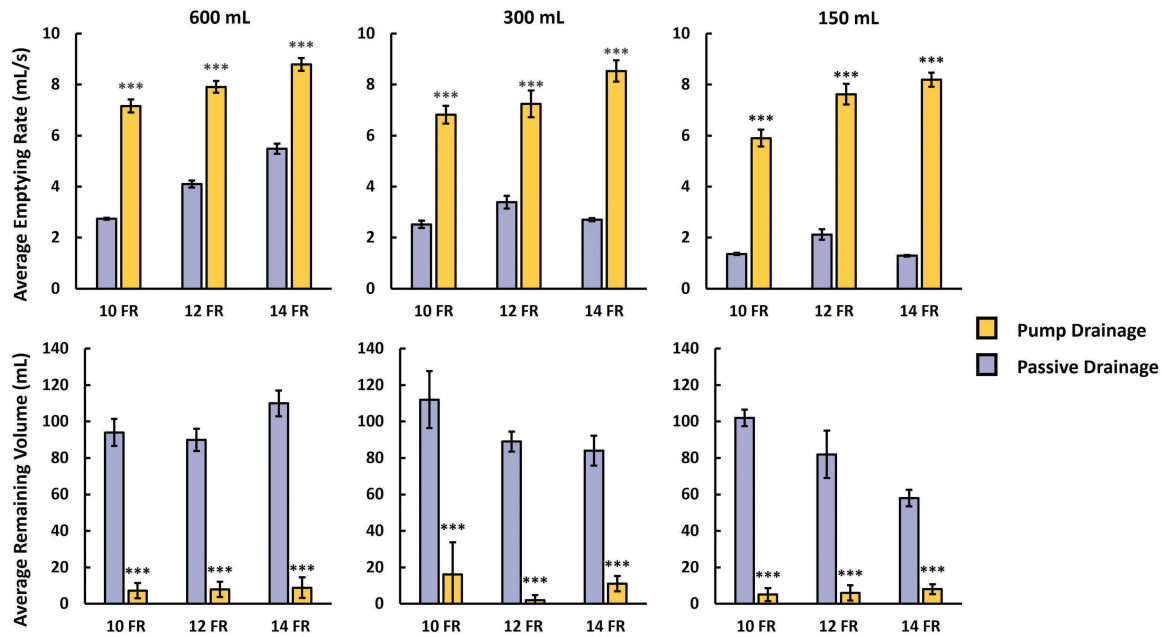 600 mL
300 mL
150 mL
Average Emptying Rate (mL/s)
10
8
6
4
2
0
*** *** ***
10 FR 12 FR 14 FR
10
8
6
4
2
0
*** *** ***
10 FR 12 FR 14 FR
10
8
6
4
2
0
*** *** ***
10 FR 12 FR 14 FR
Pump Drainage
Passive Drainage
Average Remaining Volume (mL)
140
120
100
80
60
40
20
0
*** *** ***
10 FR 12 FR 14 FR
140
120
100
80
60
40
20
0
*** *** ***
10 FR 12 FR 14 FR
140
120
100
80
60
40
20
0
*** *** ***
10 FR 12 FR 14 FR